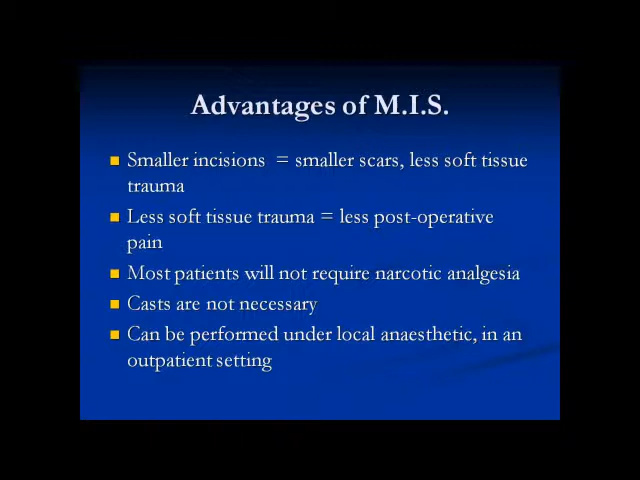 Advantages of M.I.S.
Smaller incisions = smaller scars, less soft tissue
trauma
Less soft tissue trauma = less post-operative
pain
Most patients will not require narcotic analgesia
Casts are not necessary
Can be performed under local anaesthetic, in an
outpatient setting